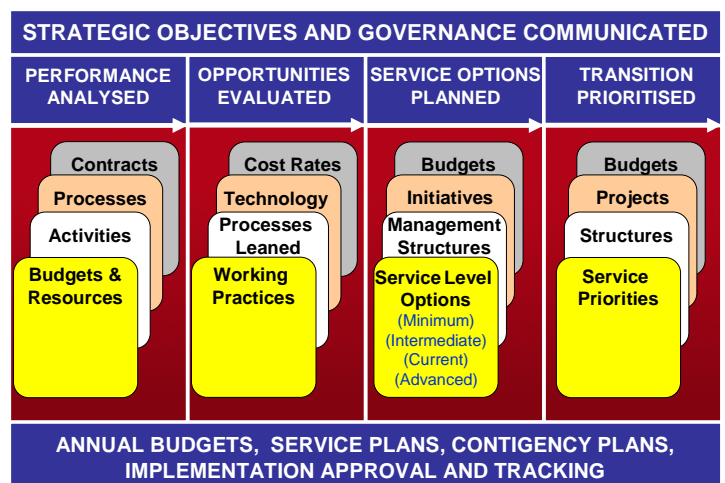 STRATEGIC OBJECTIVES AND GOVERNANCE COMMUNICATED
PERFORMANCE
ANALYSED
OPPORTUNITIES
EVALUATED
SERVICE OPTIONS
PLANNED
TRANSITION
PRIORITISED
Contracts
Processes
Activities
Budgets &
Resources
Cost Rates
Technology
Processes
Leaned
Working
Practices
Budgets
Initiatives
Management
Structures
Service Level
Options
(Minimum)
(Intermediate)
(Current)
(Advanced)
Budgets
Projects
Structures
Service
Priorities
ANNUAL BUDGETS, SERVICE PLANS, CONTIGENCY PLANS,
IMPLEMENTATION APPROVAL AND TRACKING